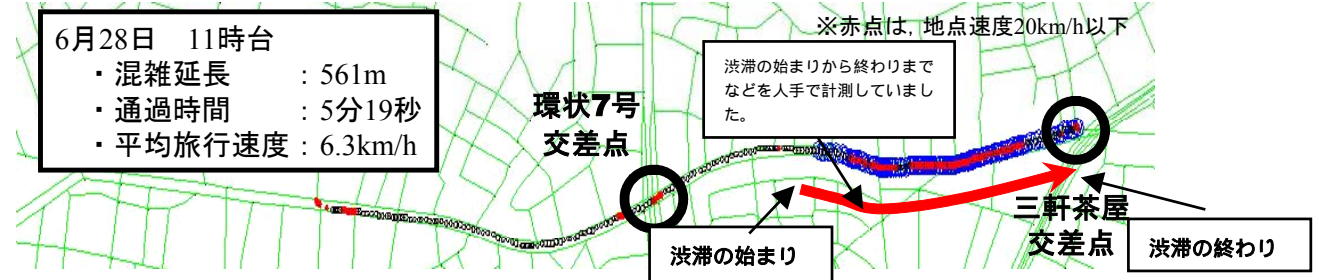 6月28日 11時台
・混雑延長 : 561m
・通過時間 : 5分19秒
・平均旅行速度 : 6.3km/h
※赤点は, 地点速度20km/h以下
渋滞の始まりから終わりまで
などを人手で計測していまし
た。
環状7号
交差点
三軒茶屋
交差点
渋滞の始まり
渋滞の終わり